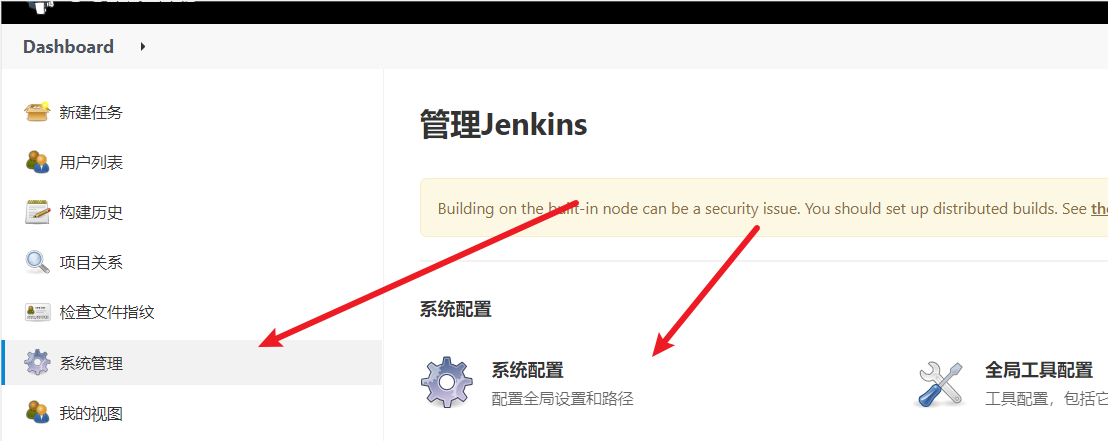 Dashboard
新建任务
用户列表
构建历史
项目关系
检查文件指纹
系统管理
我的视图
管理Jenkins
Building on the built-in node can be a security issue. You should set up distributed builds. See the
系统配置
系统配置
配置全局设置和路径
全局工具配置
工具配置，包括它